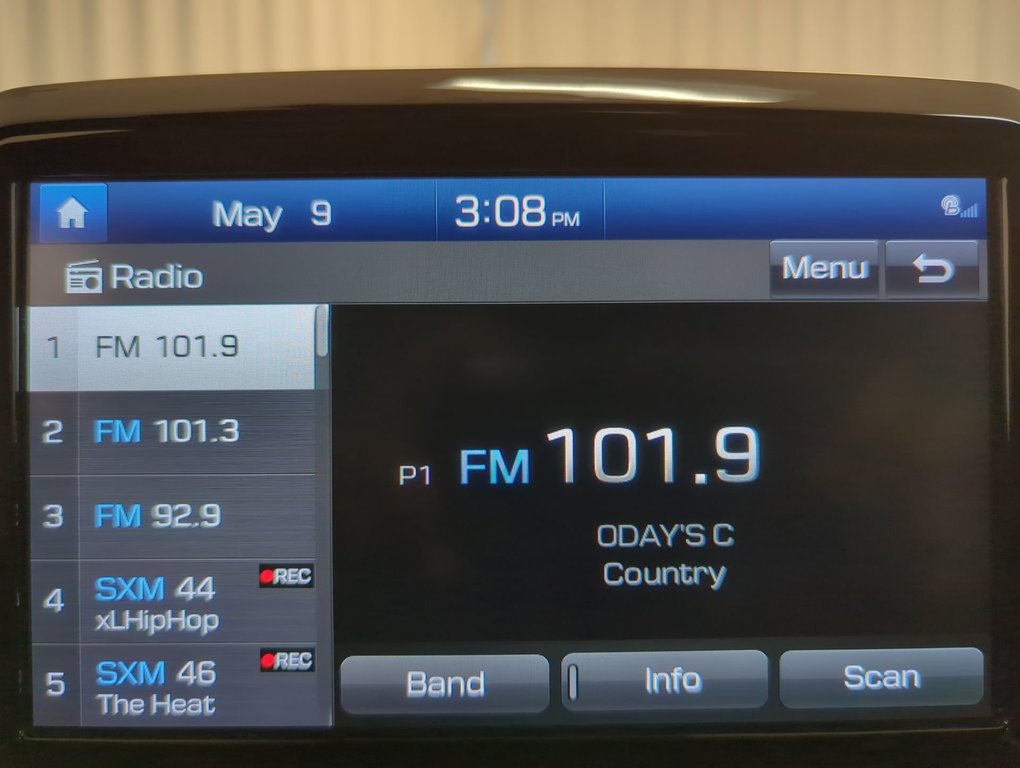 May 9 3:08 PM
Radio Menu
1 FM 101.9
2 FM 101.3
3 FM 92.9
4 SXM 44 REC
xLHipHop
5 SXM 46 REC
The Heat
P1 FM 101.9
ODAY'S C
Country
Band Info Scan